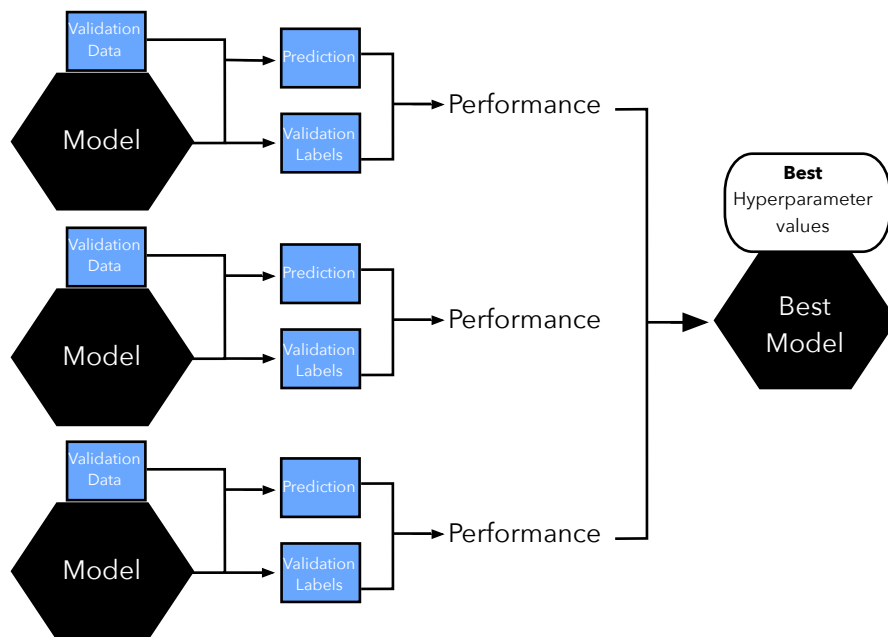 Validation
Data
Prediction
Model
Validation
Labels
Performance
Validation
Data
Prediction
Model
Validation
Labels
Performance
Validation
Data
Prediction
Model
Validation
Labels
Performance
Best
Hyperparameter
values
Best
Model